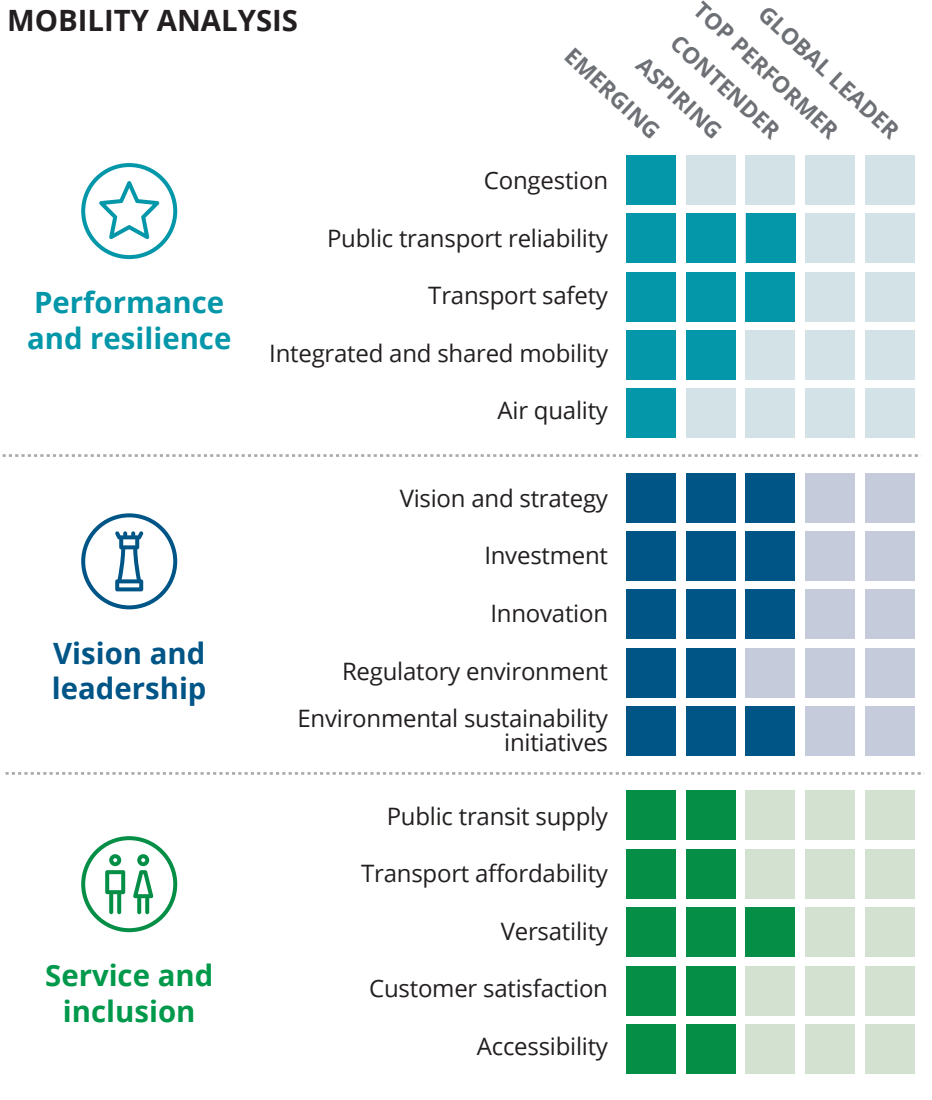 MOBILITY ANALYSIS
EMERGING
ASPIRING
CONTENDER
TOP PERFORMER
GLOBAL LEADER
Performance
and resilience
Congestion
Public transport reliability
Transport safety
Integrated and shared mobility
Air quality
Vision and
leadership
Vision and strategy
Investment
Innovation
Regulatory environment
Environmental sustainability
initiatives
Service and
inclusion
Public transit supply
Transport affordability
Versatility
Customer satisfaction
Accessibility